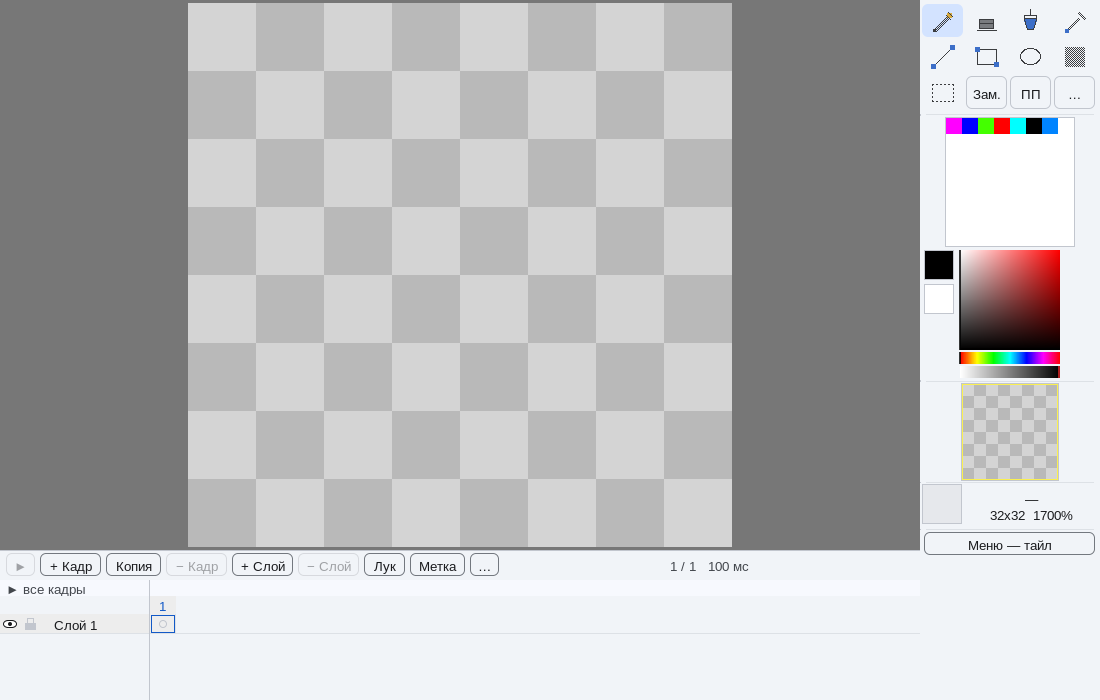 Зам. ПП ...
—
32x32 1700%
Меню — тайл
► + Кадр Копия − Кадр + Слой − Слой Лук Метка ... 1 / 1 100 мс
► все кадры
1
Слой 1